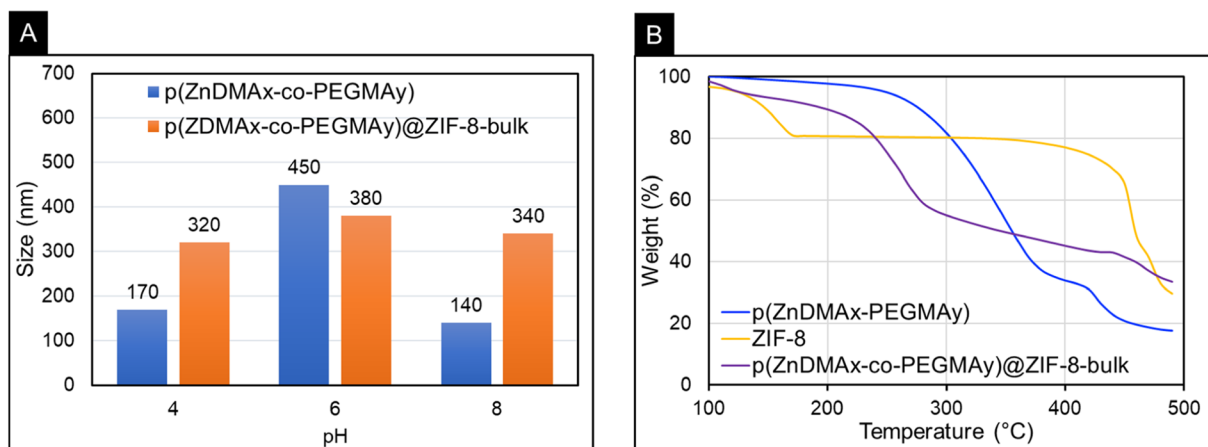 A
700
600
500
400
300
200
100
0
Size (nm)
p(ZnDMAx-co-PEGMAy)
p(ZDMAx-co-PEGMAy)@ZIF-8-bulk
170
320
450
380
140
340
4
6
8
pH
B
100
80
60
40
20
0
Weight (%)
p(ZnDMAx-PEGMAy)
ZIF-8
p(ZnDMAx-co-PEGMAy)@ZIF-8-bulk
100
200
300
400
500
Temperature (°C)